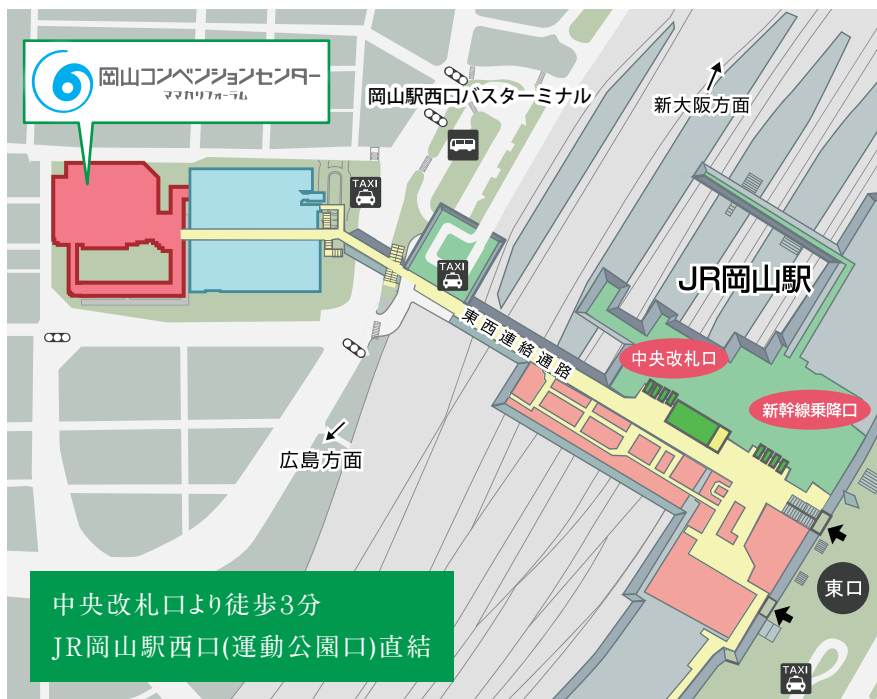 岡山コンベンションセンター
ママカリフォーラム
岡山駅西口バスターミナル
新大阪方面
TAXI
TAXI
JR岡山駅
東西連絡通路
中央改札口
新幹線乗降口
広島方面
東口
中央改札口より徒歩3分
JR岡山駅西口(運動公園口)直結
TAXI